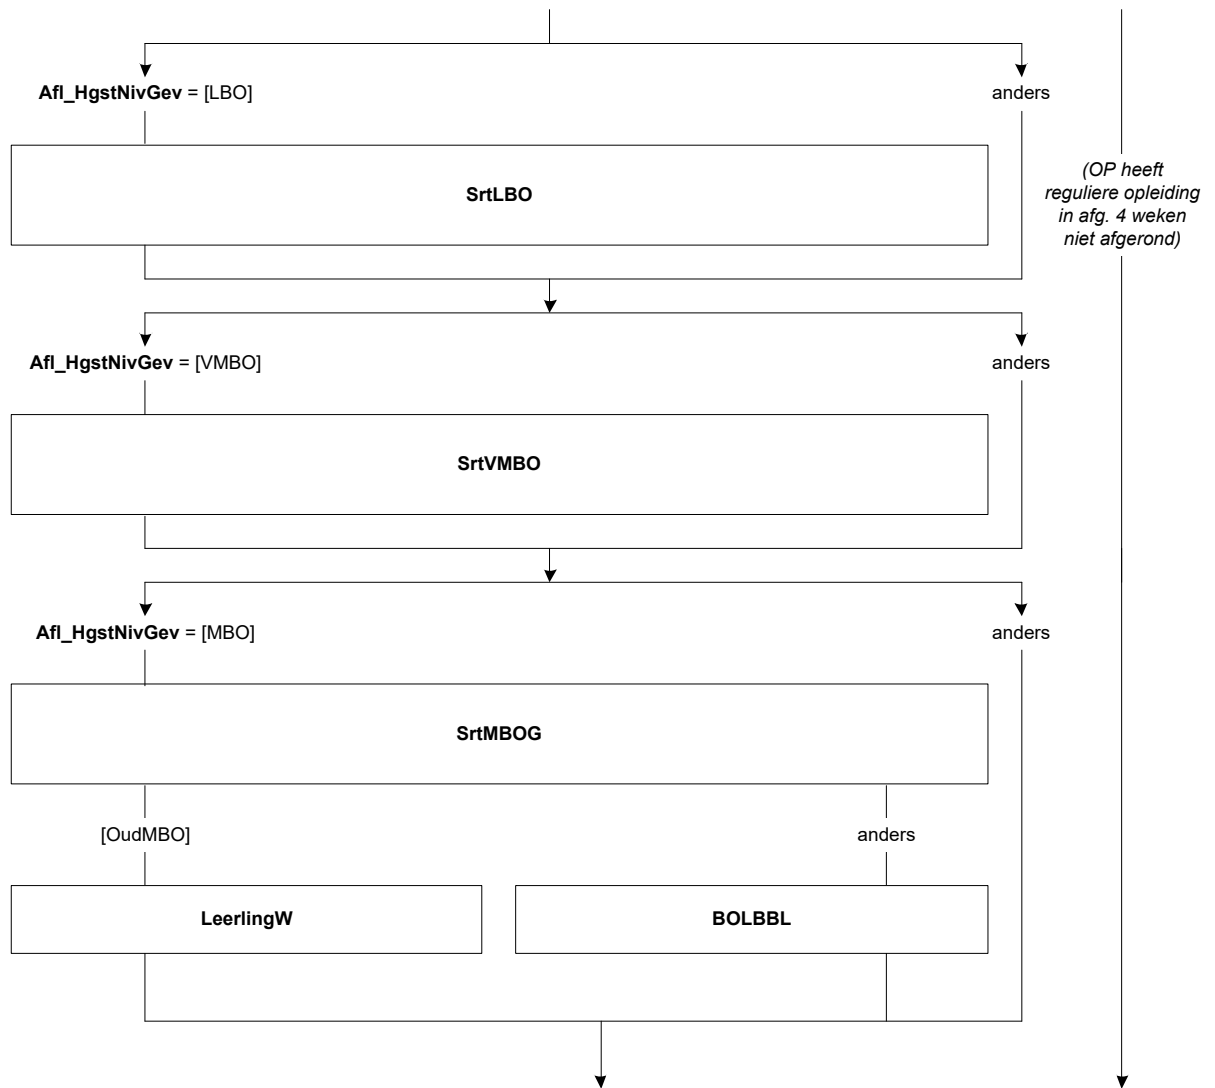 Afl_HgstNivGev = [LBO]
anders
SrtLBO
(OP heeft
reguliere opleiding
in afg. 4 weken
niet afgerond)
Afl_HgstNivGev = [VMBO]
anders
SrtVMBO
Afl_HgstNivGev = [MBO]
anders
SrtMBOG
[OudMBO]
anders
LeerlingW
BOLBBL